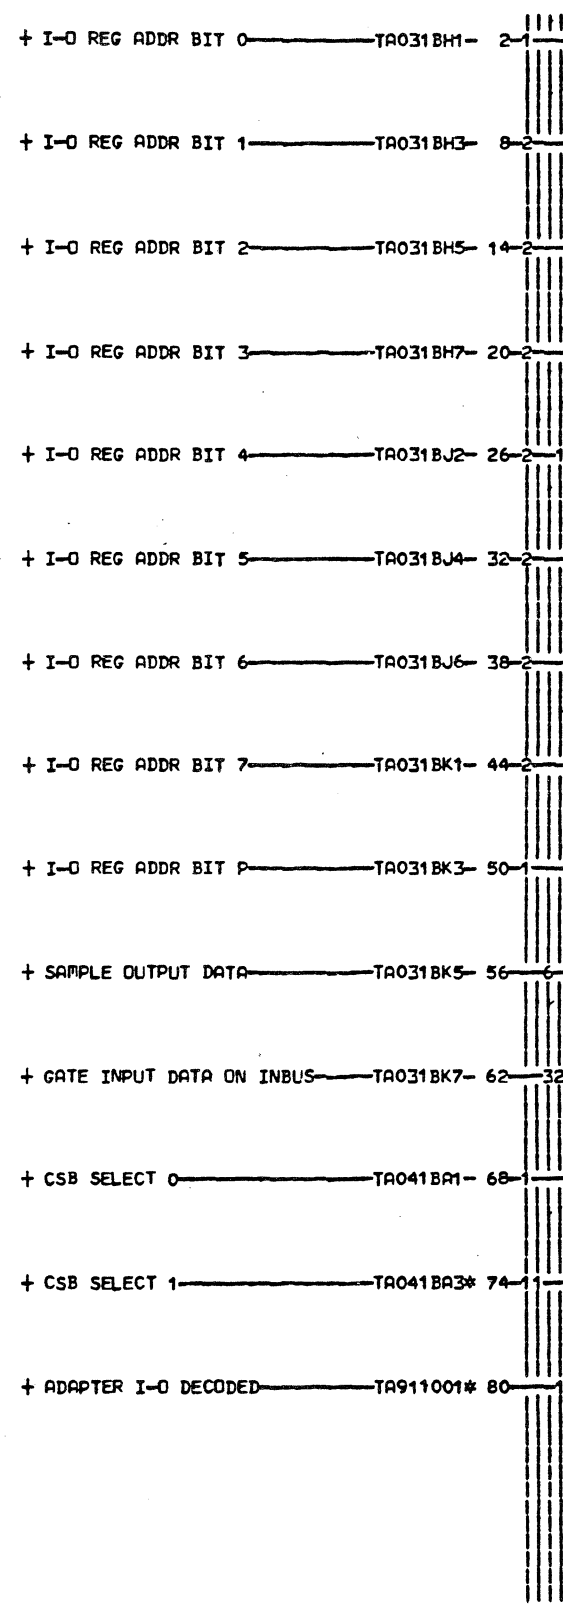 + I-O REG ADDR BIT 0 TA031BH1- 2-1
+ I-O REG ADDR BIT 1 TA031BH3- 8-2
+ I-O REG ADDR BIT 2 TA031BH5- 14-2
+ I-O REG ADDR BIT 3 TA031BH7- 20-2
+ I-O REG ADDR BIT 4 TA031BJ2- 26-2-1
+ I-O REG ADDR BIT 5 TA031BJ4- 32-2
+ I-O REG ADDR BIT 6 TA031BJ6- 38-2
+ I-O REG ADDR BIT 7 TA031BK1- 44-2
+ I-O REG ADDR BIT P TA031BK3- 50-1
+ SAMPLE OUTPUT DATA TA031BK5- 56-6
+ GATE INPUT DATA ON INBUS TA031BK7- 62-32
+ CSB SELECT 0 TA041BA1- 68-1
+ CSB SELECT 1 TA041BA3* 74-11
+ ADAPTER I-O DECODED TA911001* 80-1